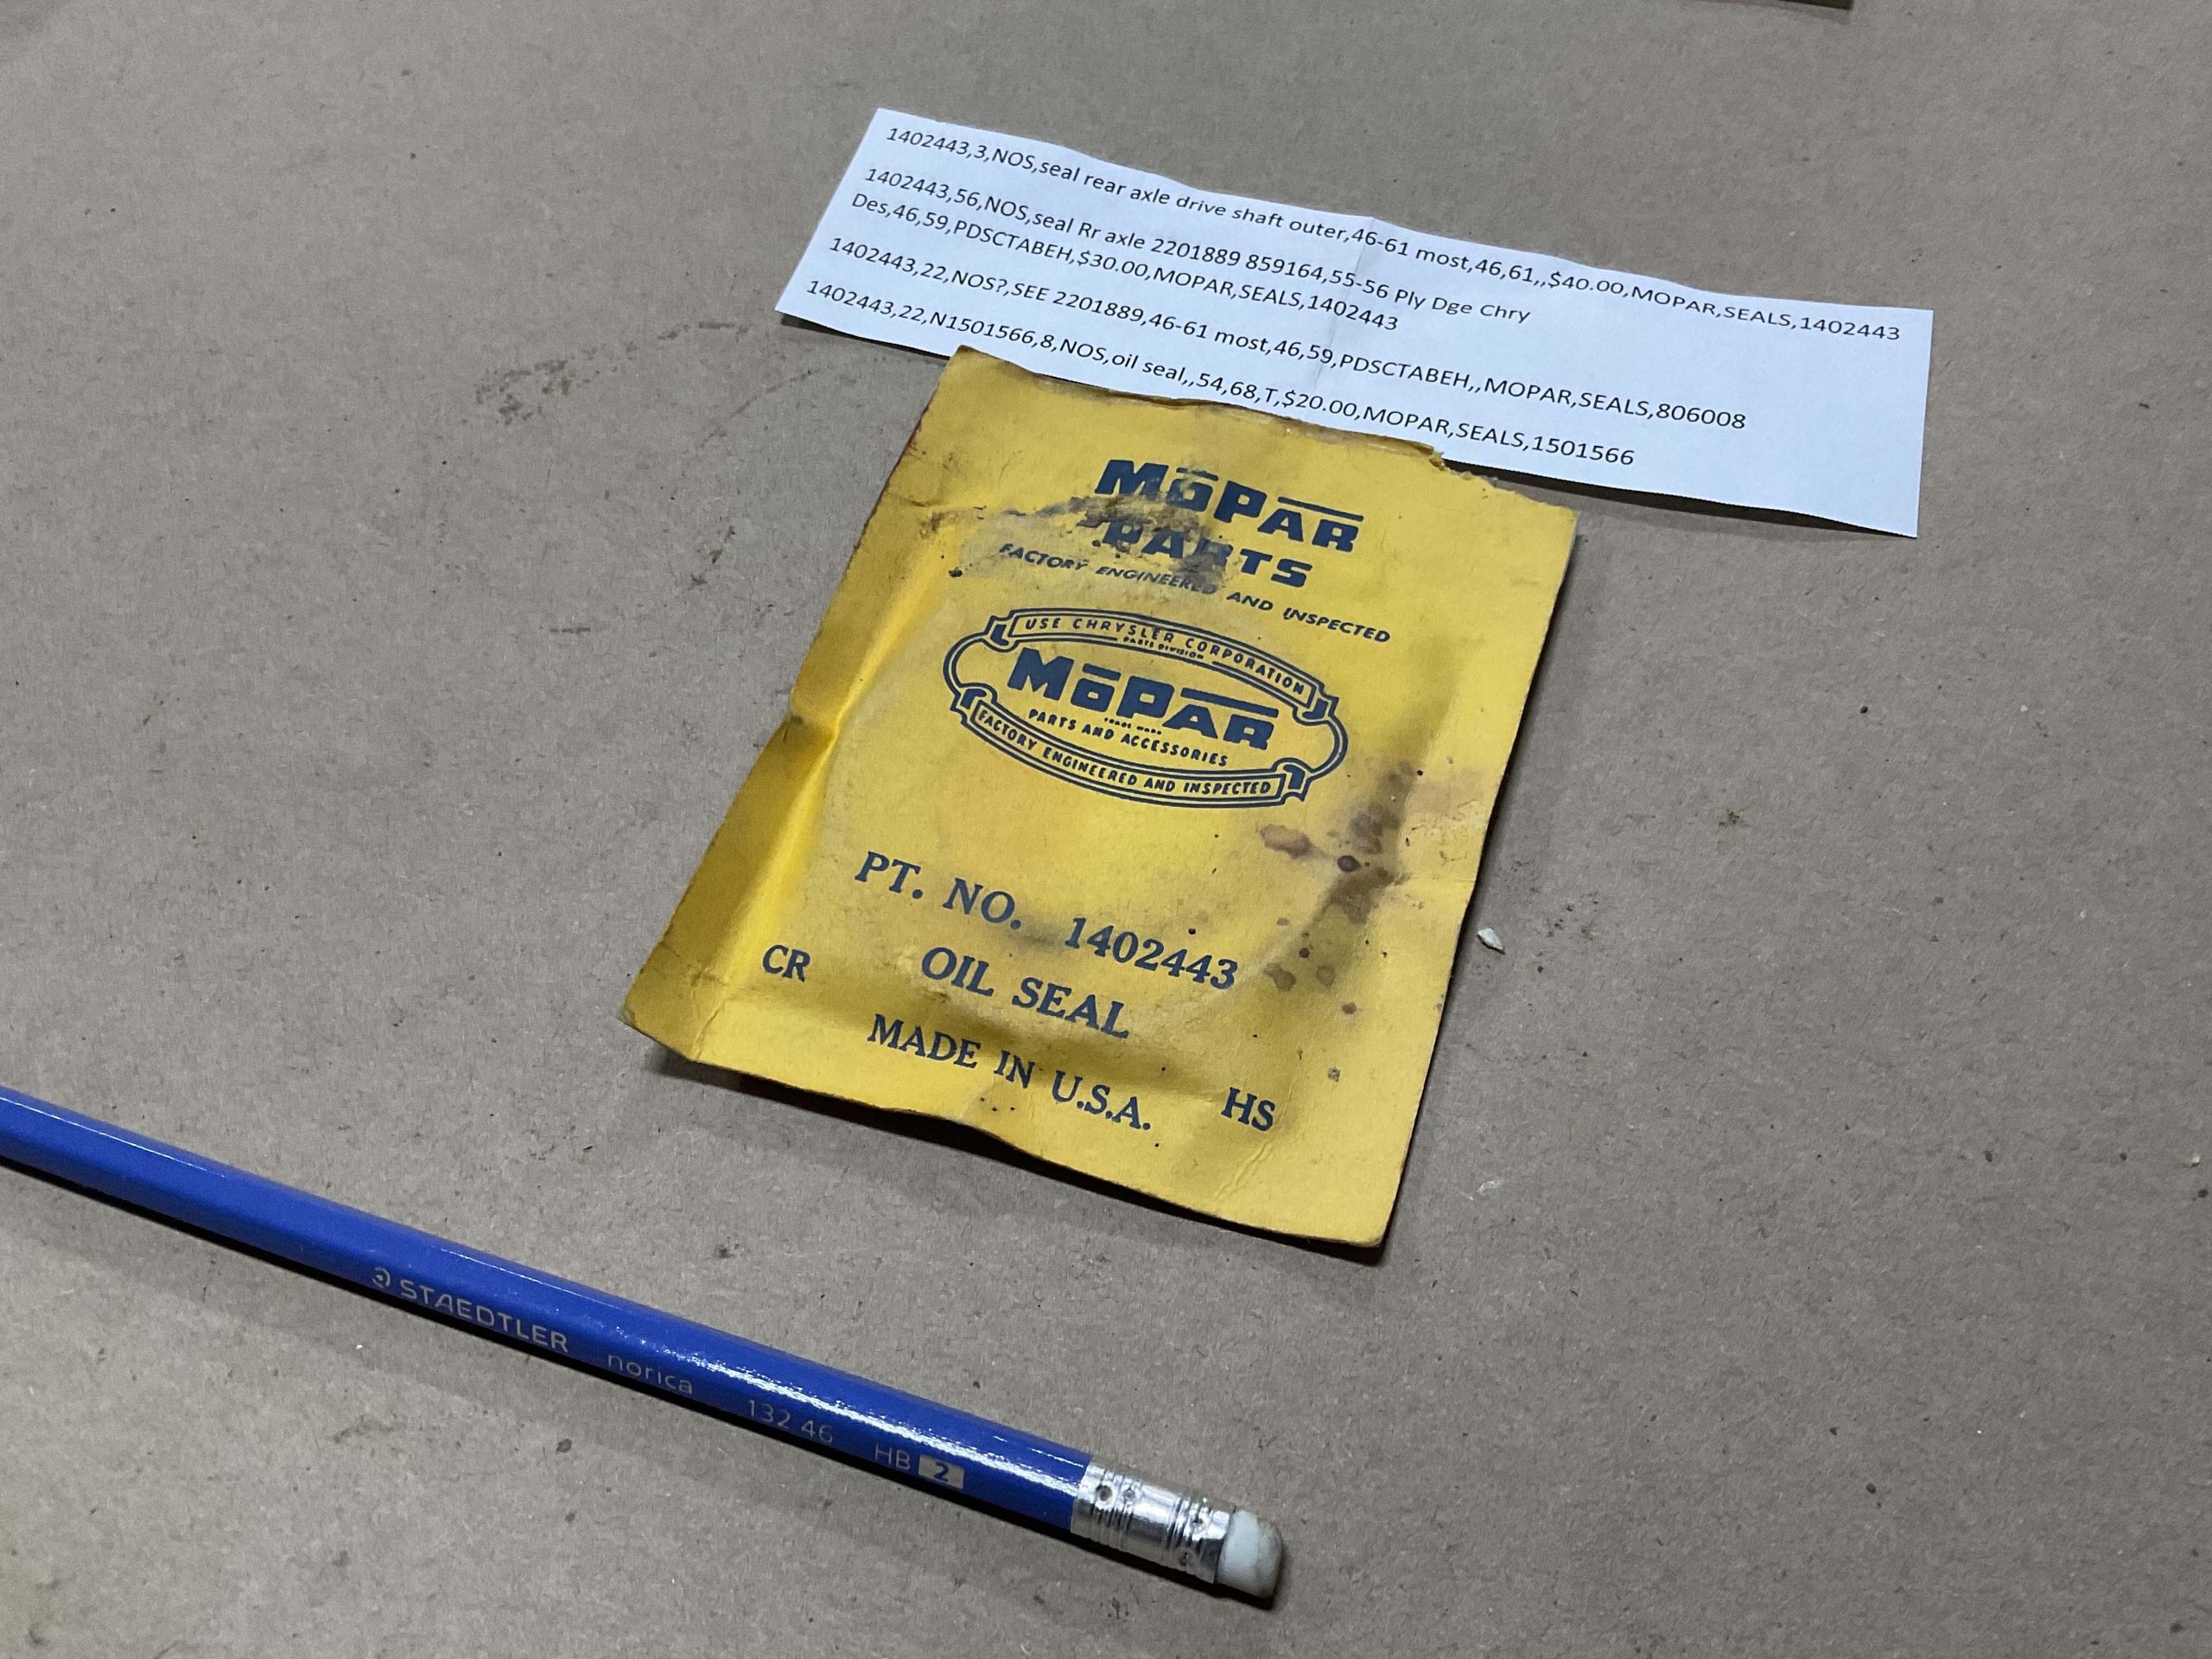 1402443,3,NOS,seal rear axle drive shaft outer,46-61 most,46,61,,$40.00,MOPAR,SEALS,1402443
1402443,56,NOS,seal Rr axle 2201889 859164,55-56 Ply Dge Chry
Des,46,59,PDSCTABEH,$30.00,MOPAR,SEALS,1402443
1402443,22,NOS?,SEE 2201889,46-61 most,46,59,PDSCTABEH,,MOPAR,SEALS,806008
1402443,22,N1501566,8,NOS,oil seal,,54,68,T,$20.00,MOPAR,SEALS,1501566
MOPAR
PARTS
FACTORY ENGINEERED AND INSPECTED
USE CHRYSLER CORPORATION
PARTS DIVISION
MOPAR
TRADE MARK
PARTS AND ACCESSORIES
FACTORY ENGINEERED AND INSPECTED
PT. NO. 1402443
CR OIL SEAL
MADE IN U.S.A. HS
STAEDTLER norica 132 46 HB 2